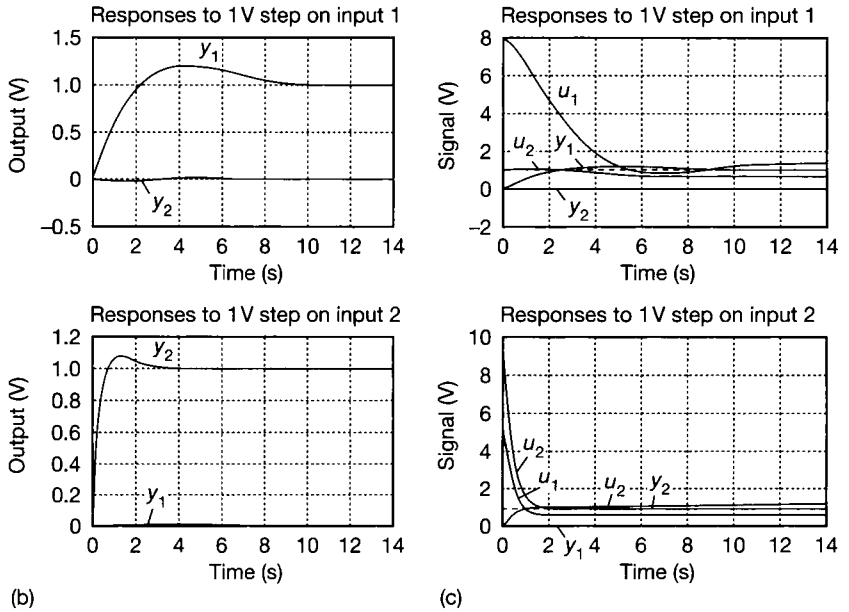 Responses to 1 V step on input 1
1.5
1.0
0.5
0
−0.5
Output (V)
y1
y2
0 2 4 6 8 10 12 14
Time (s)
Responses to 1 V step on input 1
8
6
4
2
0
−2
Signal (V)
u1
u2
y1
y2
0 2 4 6 8 10 12 14
Time (s)
Responses to 1 V step on input 2
1.2
1.0
0.8
0.6
0.4
0.2
0
Output (V)
y2
y1
0 2 4 6 8 10 12 14
Time (s)
(b)
Responses to 1 V step on input 2
10
8
6
4
2
0
Signal (V)
u2
u1
u2
y2
y1
0 2 4 6 8 10 12 14
Time (s)
(c)